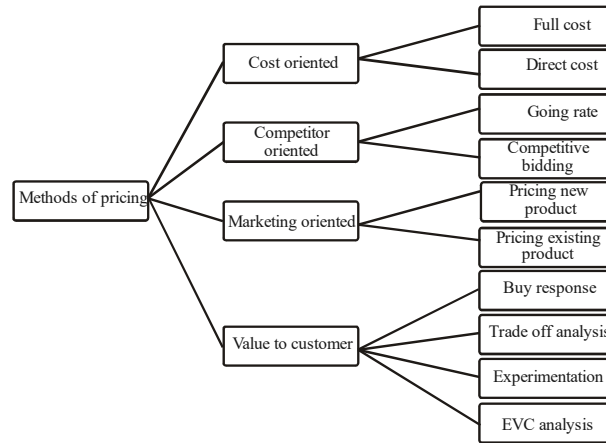 Methods of pricing
Cost oriented
Full cost
Direct cost
Competitor
oriented
Going rate
Competitive
bidding
Marketing oriented
Pricing new
product
Pricing existing
product
Value to customer
Buy response
Trade off analysis
Experimentation
EVC analysis